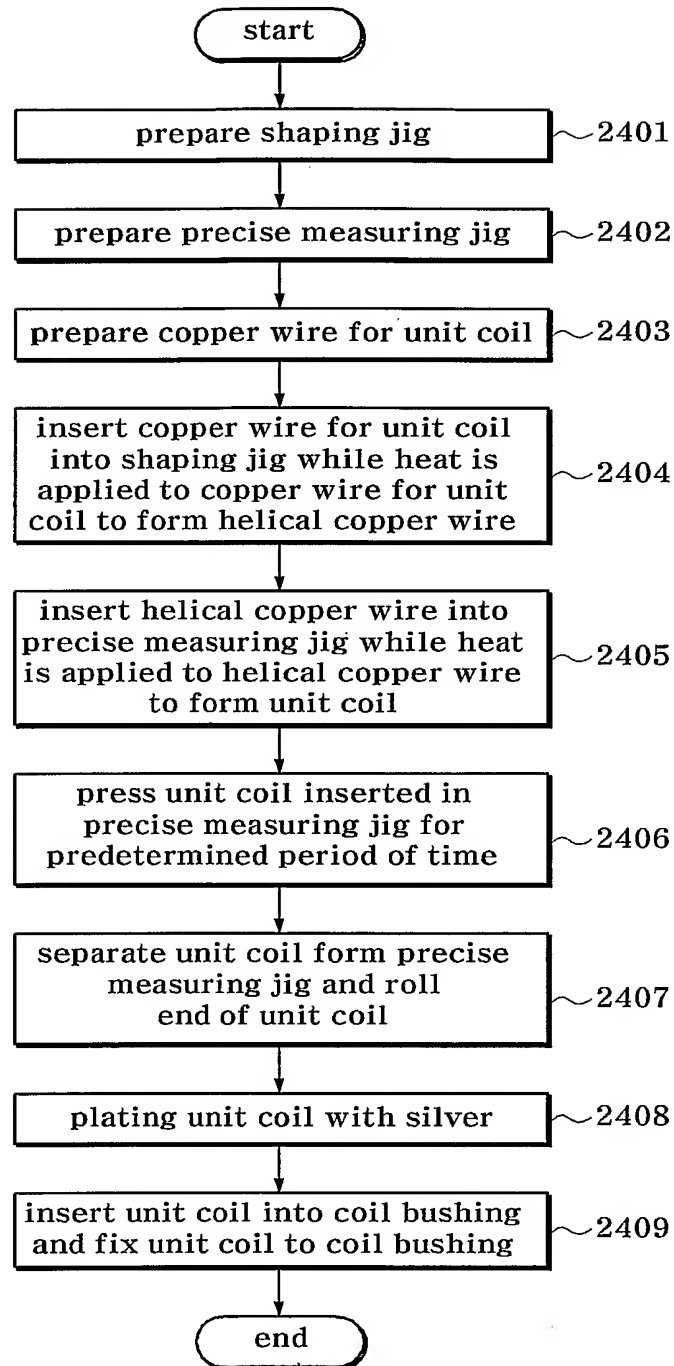 start
prepare shaping jig
2401
prepare precise measuring jig
2402
prepare copper wire for unit coil
2403
insert copper wire for unit coil
into shaping jig while heat is
applied to copper wire for unit
coil to form helical copper wire
2404
insert helical copper wire into
precise measuring jig while heat
is applied to helical copper wire
to form unit coil
2405
press unit coil inserted in
precise measuring jig for
predetermined period of time
2406
separate unit coil form precise
measuring jig and roll
end of unit coil
2407
plating unit coil with silver
2408
insert unit coil into coil bushing
and fix unit coil to coil bushing
2409
end